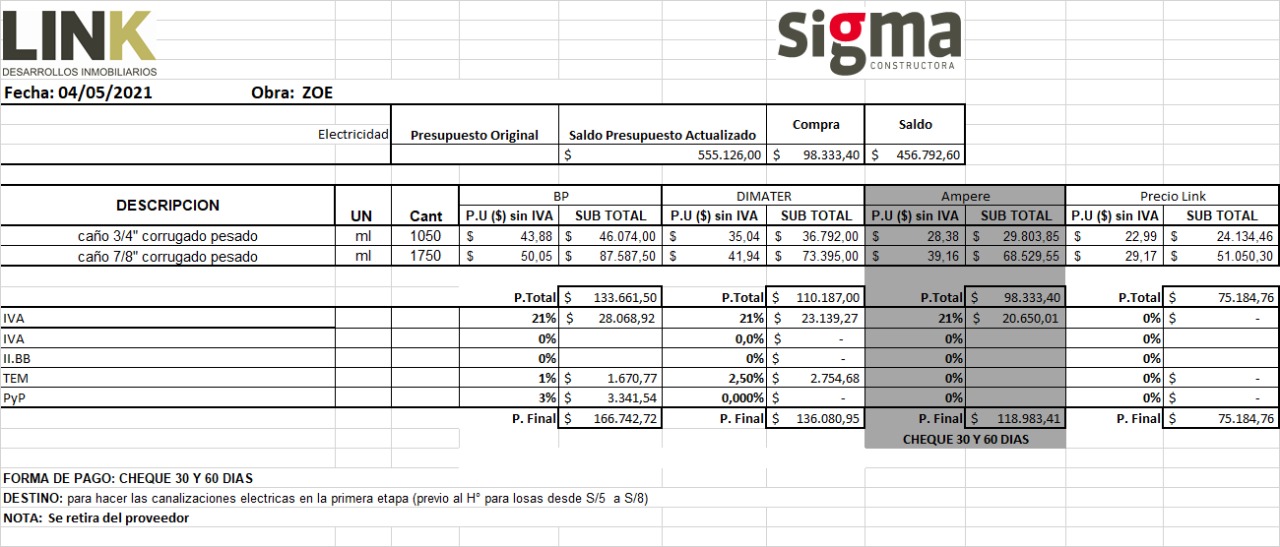 LINK
DESARROLLOS INMOBILIARIOS
sigma
CONSTRUCTORA
Fecha: 04/05/2021 Obra: ZOE
Electricidad Presupuesto Original Saldo Presupuesto Actualizado Compra Saldo
$ 555.126,00 $ 98.333,40 $ 456.792,60
DESCRIPCION UN Cant BP DIMATER Ampere Precio Link
P.U ($) sin IVA SUB TOTAL P.U ($) sin IVA SUB TOTAL P.U ($) sin IVA SUB TOTAL P.U ($) sin IVA SUB TOTAL
caño 3/4" corrugado pesado ml 1050 $ 43,88 $ 46.074,00 $ 35,04 $ 36.792,00 $ 28,38 $ 29.803,85 $ 22,99 $ 24.134,46
caño 7/8" corrugado pesado ml 1750 $ 50,05 $ 87.587,50 $ 41,94 $ 73.395,00 $ 39,16 $ 68.529,55 $ 29,17 $ 51.050,30
P.Total $ 133.661,50 P.Total $ 110.187,00 P.Total $ 98.333,40 P.Total $ 75.184,76
IVA 21% $ 28.068,92 21% $ 23.139,27 21% $ 20.650,01 0% $ -
IVA 0% 0,0% $ - 0% 0%
II.BB 0% 0% $ - 0% 0%
TEM 1% $ 1.670,77 2,50% $ 2.754,68 0% 0% $ -
PyP 3% $ 3.341,54 0,000% $ - 0% 0% $ -
P. Final $ 166.742,72 P. Final $ 136.080,95 P. Final $ 118.983,41 P. Final $ 75.184,76
CHEQUE 30 Y 60 DIAS
FORMA DE PAGO: CHEQUE 30 Y 60 DIAS
DESTINO: para hacer las canalizaciones electricas en la primera etapa (previo al H° para losas desde S/5 a S/8)
NOTA: Se retira del proveedor